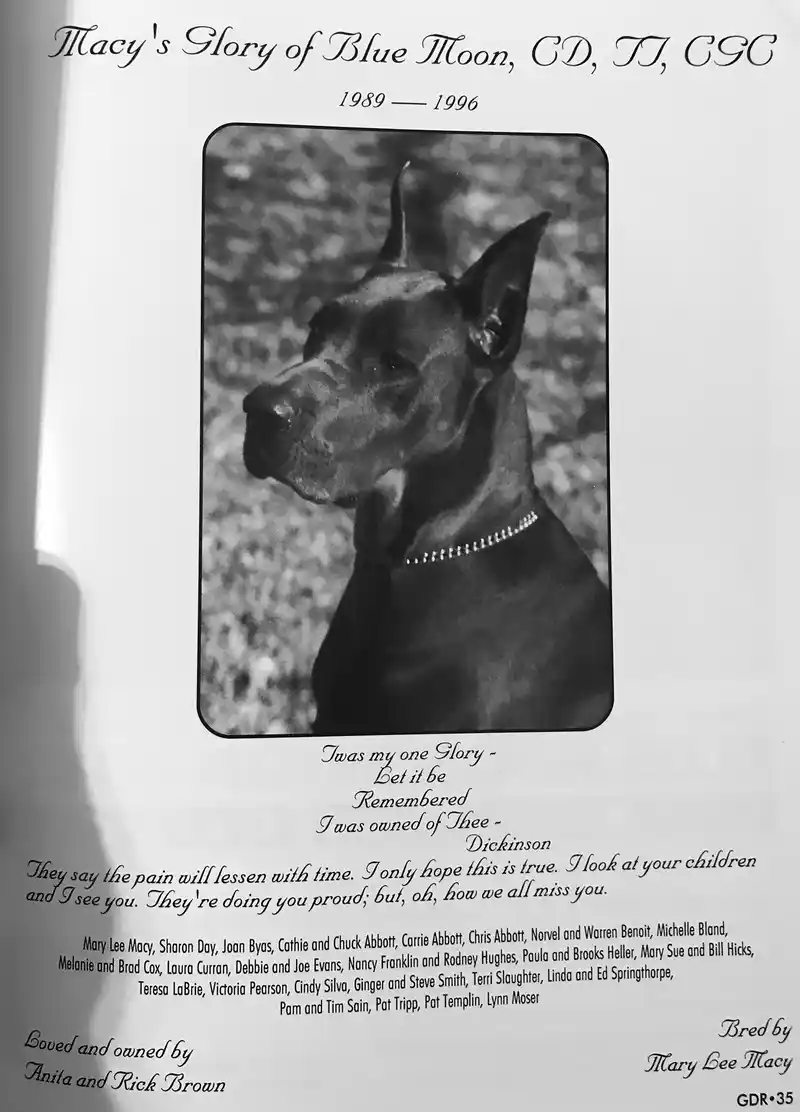 Macy's Glory of Blue Moon, CD, TT, CGC
1989 — 1996
Twas my one Glory -
Let it be
Remembered
I was owned of Thee -
Dickinson
They say the pain will lessen with time. I only hope this is true. I look at your children
and I see you. They're doing you proud; but, oh, how we all miss you.
Mary Lee Macy, Sharon Day, Joan Byas, Cathie and Chuck Abbott, Carrie Abbott, Chris Abbott, Norvel and Warren Benoit, Michelle Bland,
Melanie and Brad Cox, Laura Curran, Debbie and Joe Evans, Nancy Franklin and Rodney Hughes, Paula and Brooks Heller, Mary Sue and Bill Hicks,
Teresa LaBrie, Victoria Pearson, Cindy Silva, Ginger and Steve Smith, Terri Slaughter, Linda and Ed Springthorpe,
Pam and Tim Sain, Pat Tripp, Pat Templin, Lynn Moser
Loved and owned by
Anita and Rick Brown
Bred by
Mary Lee Macy
GDR•35